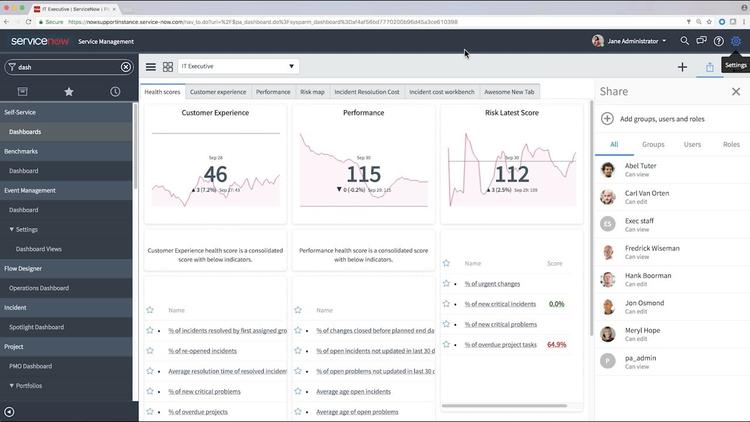 IT Executive | Performance
Secure
https://nowsupportinstance.service-now.com/nav_to.do?uri=%2F$pa_dashboard.do
servicenow
Service Management
Jane Administrator
Settings
dash
IT Executive
Self-Service
Dashboards
Benchmarks
Dashboard
Event Management
Dashboard
Settings
Dashboard Views
Flow Designer
Operations Dashboard
Incident
Spotlight Dashboard
Project
PMO Dashboard
Portfolios
Health scores
Customer experience
Performance
Risk map
Incident Resolution Cost
Incident cost workbench
Awesome New Tab
Customer Experience
Sep 28
46
▲ 3 (7.2%) Sep 27: 43
Customer Experience health score is a consolidated
score with below indicators.
Name
% of incidents resolved by first assigned gro
% of re-opened incidents
Average resolution time of resolved inciden
% of new critical problems
% of overdue projects
Performance
Sep 30
115
▼ 0 (-0.2%) Sep 29: 115
Performance health score is a consolidated
score with below indicators.
Name
% of changes closed before planned end da
% of open incidents not updated in last 30 d
% of open problems not updated in last 30 d
Average age open incidents
Average age of open problems
Risk Latest Score
Sep 30
112
▲ 3 (2.5%) Sep 29: 109
Name Score
% of urgent changes
% of new critical incidents 0.0%
% of new critical problems
% of overdue project tasks 64.9%
Share
Add groups, users and roles
All Groups Users Roles
Abel Tuter
Can view
Carl Van Orten
Can edit
ES
Exec staff
Can view
Fredrick Wiseman
Can view
Hank Boorman
Can edit
Jon Osmond
Can edit
Meryl Hope
Can edit
P
pa_admin
Can view